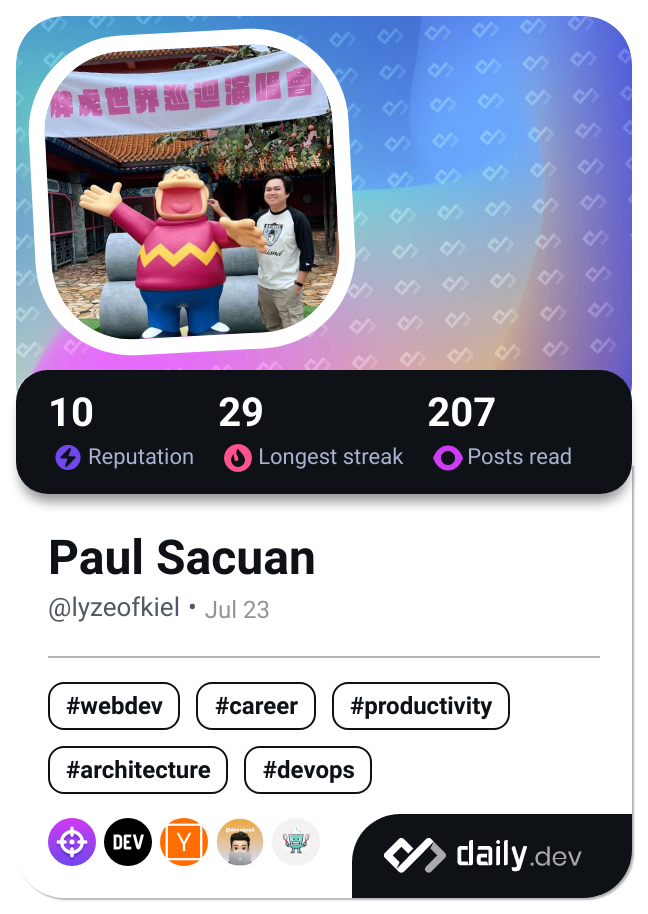 胖虎世界巡迴演唱會
10
29
207
Reputation
Longest streak
Posts read
Paul Sacuan
@lyzeofkiel • Jul 23
#webdev
#career
#productivity
#architecture
#devops
DEV
Y
daily.dev